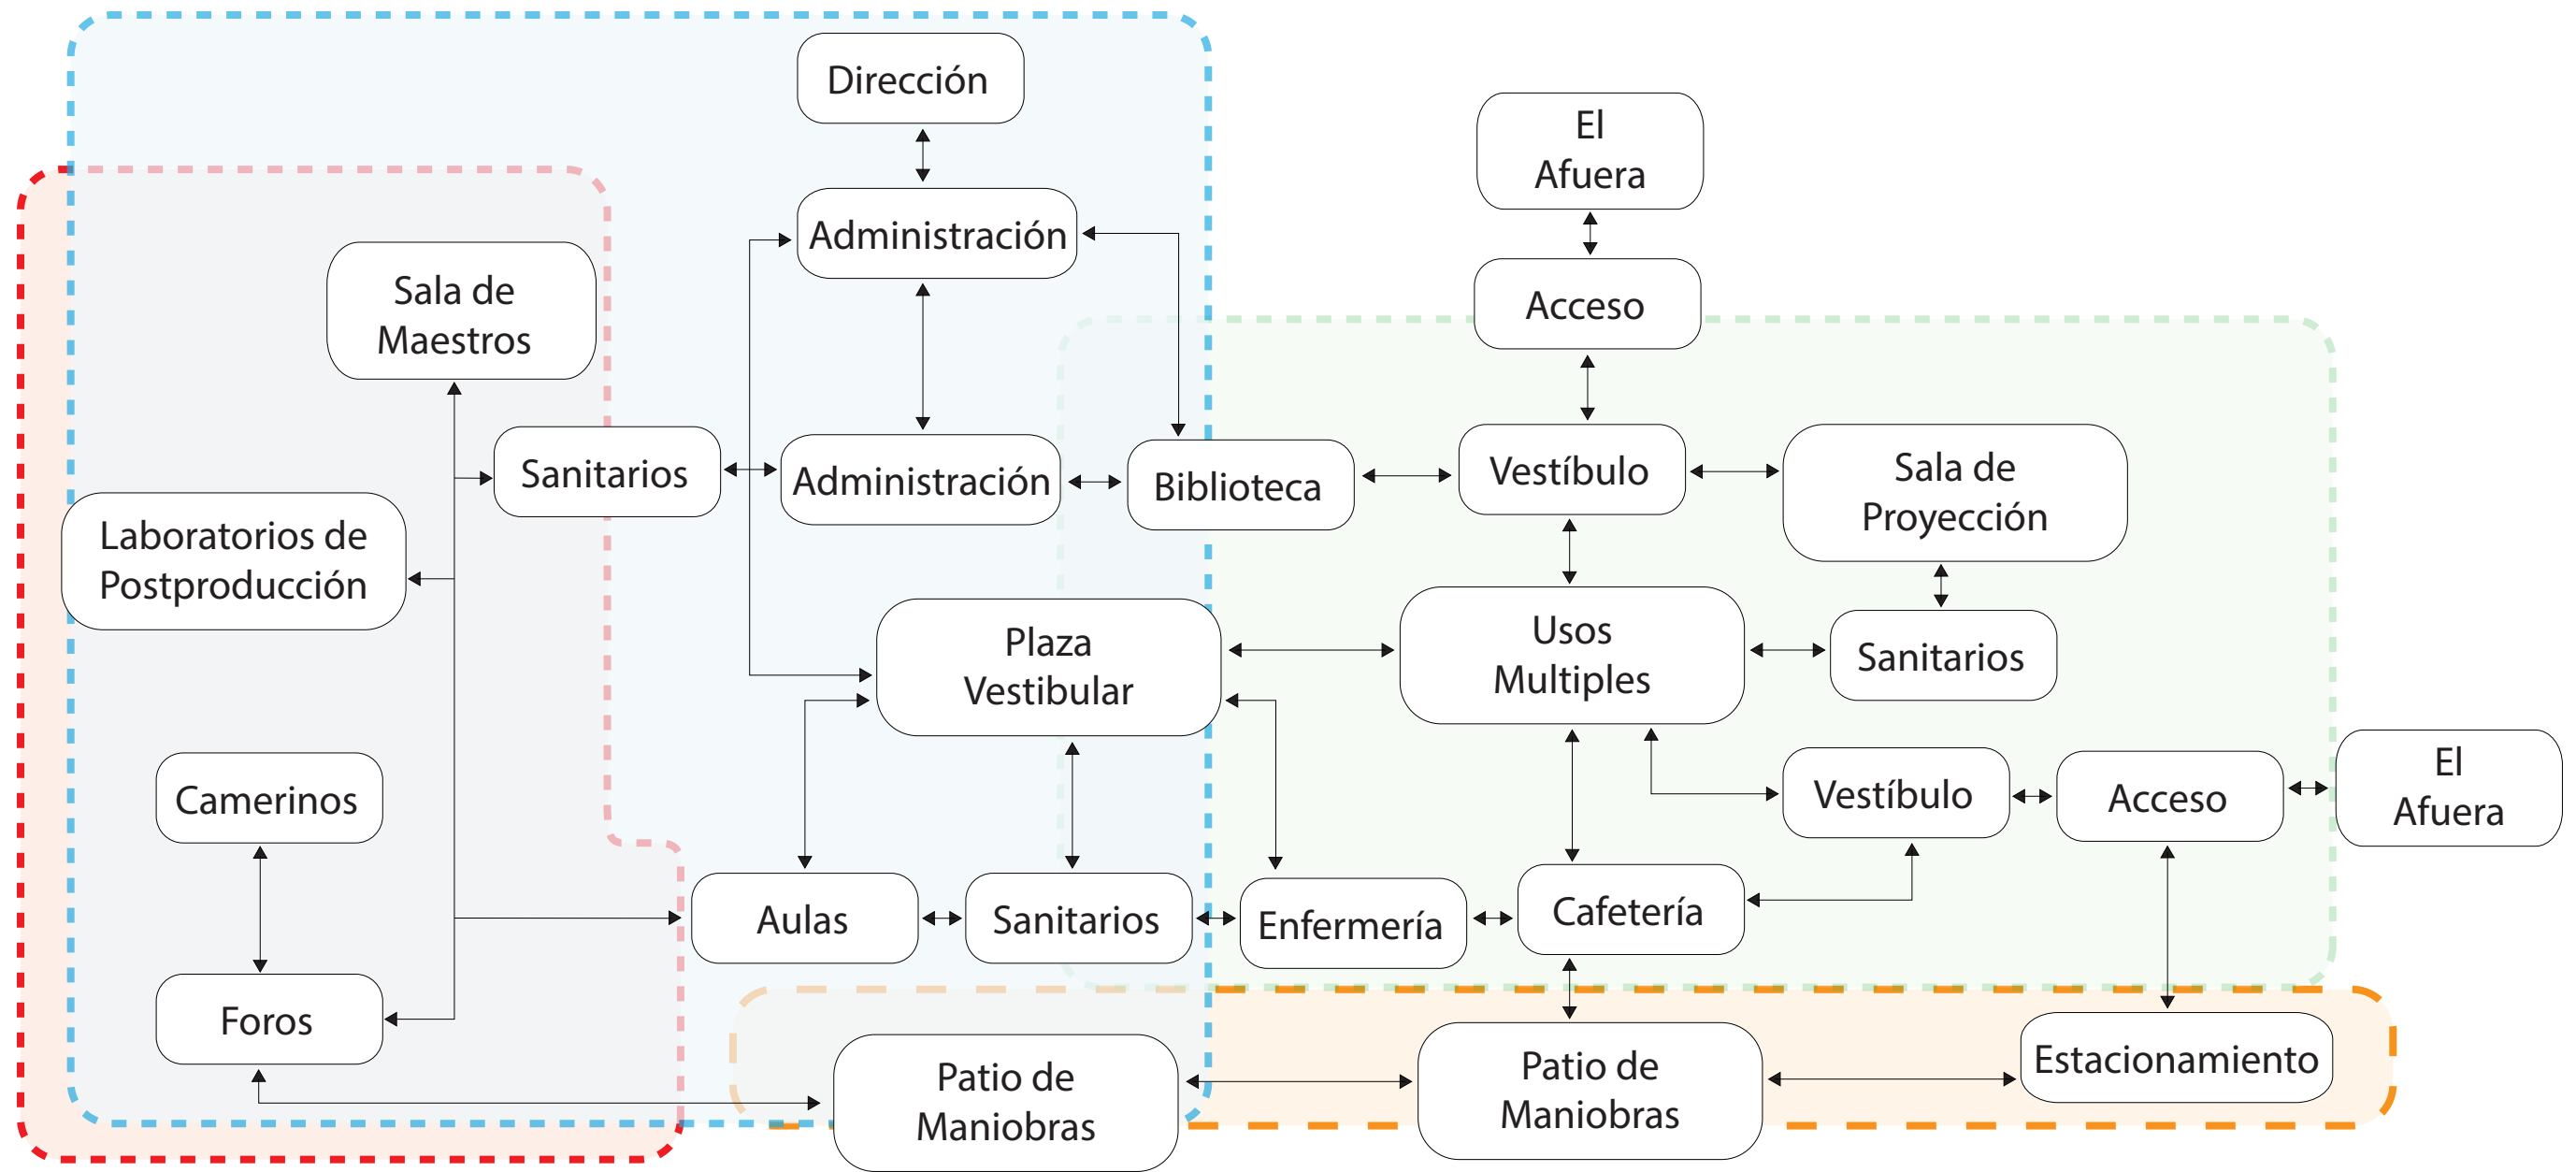 Dirección
El
Afuera
Administración
Sala de
Maestros
Acceso
Sanitarios
Administración
Biblioteca
Vestíbulo
Sala de
Proyección
Laboratorios de
Postproducción
Plaza
Vestibular
Usos
Multiples
Sanitarios
Camerinos
Vestíbulo
Acceso
El
Afuera
Aulas
Sanitarios
Enfermería
Cafetería
Foros
Patio de
Maniobras
Patio de
Maniobras
Estacionamiento